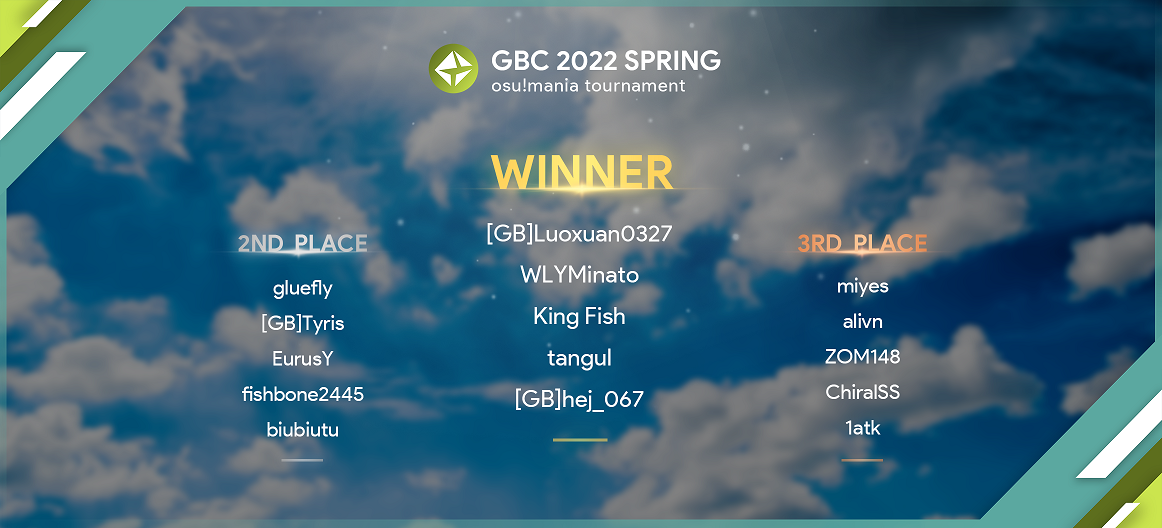 GBC 2022 SPRING
osu!mania tournament
WINNER
[GB]Luoxuan0327
WLYMinato
King Fish
tangul
[GB]hej_067
2ND PLACE
gluefly
[GB]Tyris
EurusY
fishbone2445
biubiutu
3RD PLACE
miyes
alivn
ZOM148
ChiralSS
1atk